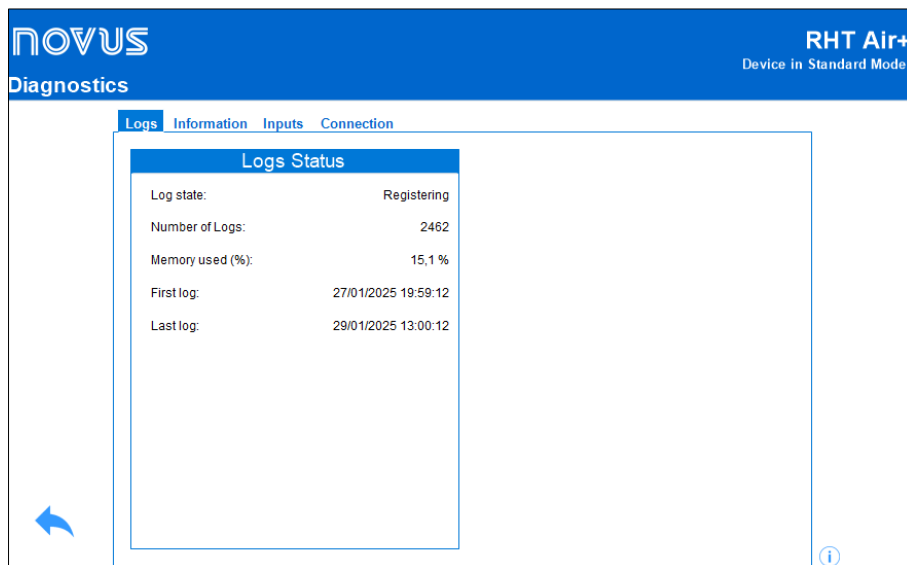 NOVUS
RHT Air+
Device in Standard Mode
Diagnostics
Logs Information Inputs Connection
Logs Status
Log state: Registering
Number of Logs: 2462
Memory used (%): 15,1 %
First log: 27/01/2025 19:59:12
Last log: 29/01/2025 13:00:12
i